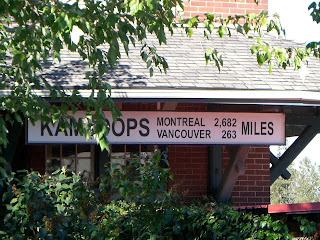 KAMLOOPS MONTREAL 2,682 MILES
VANCOUVER 263